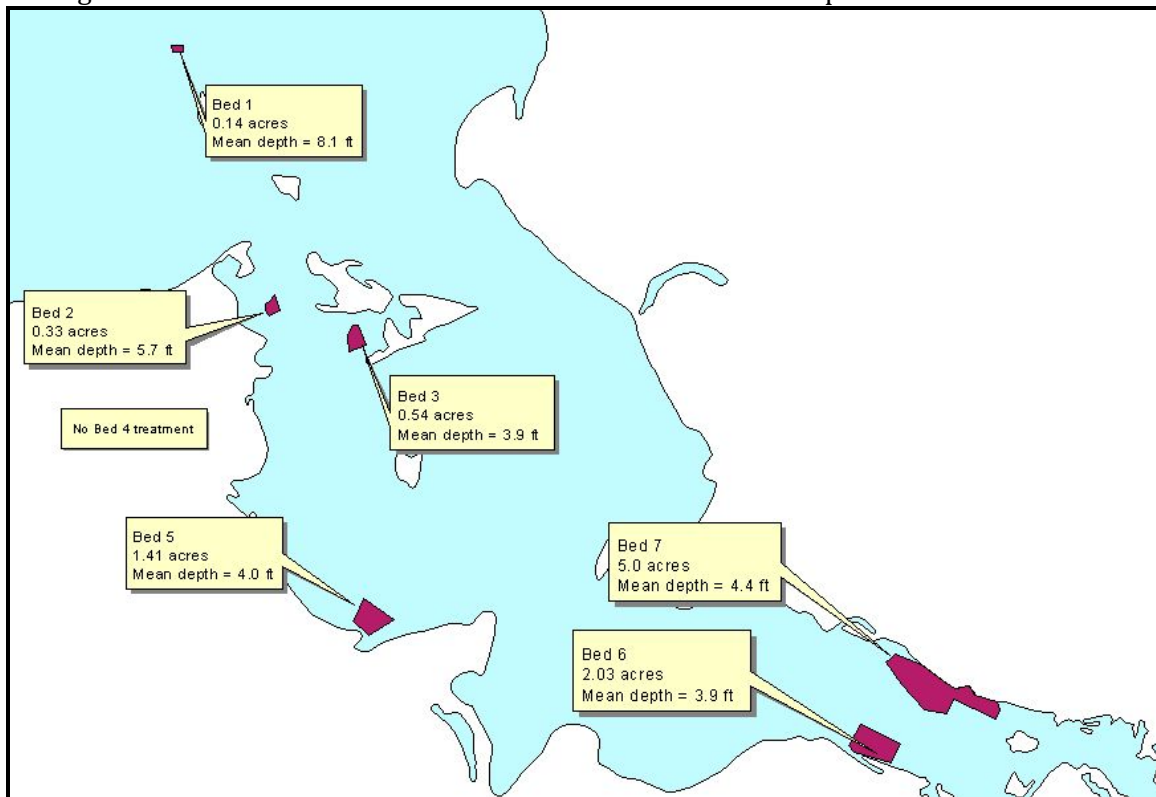 Bed 1
0.14 acres
Mean depth = 8.1 ft
Bed 2
0.33 acres
Mean depth = 5.7 ft
Bed 3
0.54 acres
Mean depth = 3.9 ft
No Bed 4 treatment
Bed 5
1.41 acres
Mean depth = 4.0 ft
Bed 7
5.0 acres
Mean depth = 4.4 ft
Bed 6
2.03 acres
Mean depth = 3.9 ft